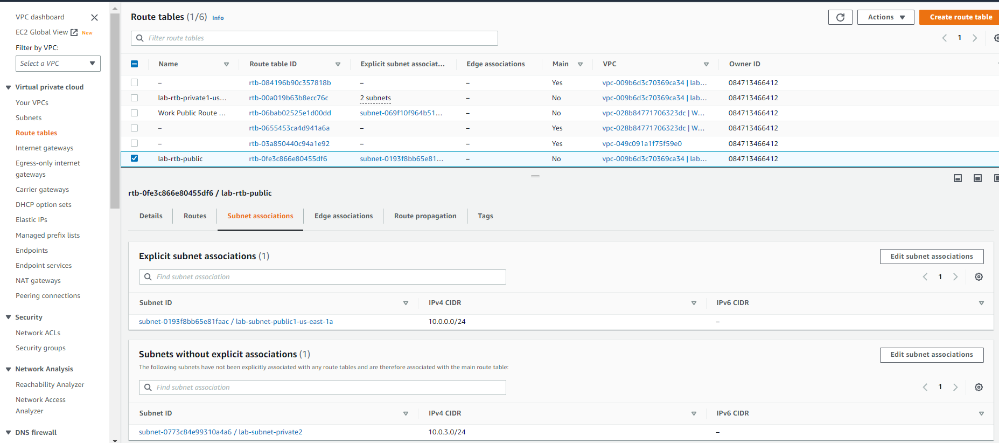 VPC dashboard
EC2 Global View New
Filter by VPC:
Select a VPC
Virtual private cloud
Your VPCs
Subnets
Route tables
Internet gateways
Egress-only internet
gateways
Carrier gateways
DHCP option sets
Elastic IPs
Managed prefix lists
Endpoints
Endpoint services
NAT gateways
Peering connections
Security
Network ACLs
Security groups
Network Analysis
Reachability Analyzer
Network Access
Analyzer
DNS firewall
Route tables (1/6) Info
Actions
Create route table
Filter route tables
1
Name Route table ID Explicit subnet associat... Edge associations Main VPC Owner ID
– rtb-084196b90c357818b – – Yes vpc-009b6d3c70369ca34 | lab... 084713466412
lab-rtb-private1-us... rtb-00a019b63b8ecc76c 2 subnets – No vpc-009b6d3c70369ca34 | lab... 084713466412
Work Public Route ... rtb-06bab02525e1d00dd subnet-069f10f964b51... – No vpc-028b84771706323dc | W... 084713466412
– rtb-0655453ca4d941a6a – – Yes vpc-028b84771706323dc | W... 084713466412
– rtb-03a850440c94a1e92 – – Yes vpc-049c091a1f75f59e0 084713466412
lab-rtb-public rtb-0fe3c866e80455df6 subnet-0193f8bb65e81... – No vpc-009b6d3c70369ca34 | lab... 084713466412
rtb-0fe3c866e80455df6 / lab-rtb-public
Details Routes Subnet associations Edge associations Route propagation Tags
Explicit subnet associations (1)
Edit subnet associations
Find subnet association
1
Subnet ID IPv4 CIDR IPv6 CIDR
subnet-0193f8bb65e81faac / lab-subnet-public1-us-east-1a 10.0.0.0/24 –
Subnets without explicit associations (1)
Edit subnet associations
The following subnets have not been explicitly associated with any route tables and are therefore associated with the main route table:
Find subnet association
1
Subnet ID IPv4 CIDR IPv6 CIDR
subnet-0773c84e99310a4a6 / lab-subnet-private2 10.0.3.0/24 –